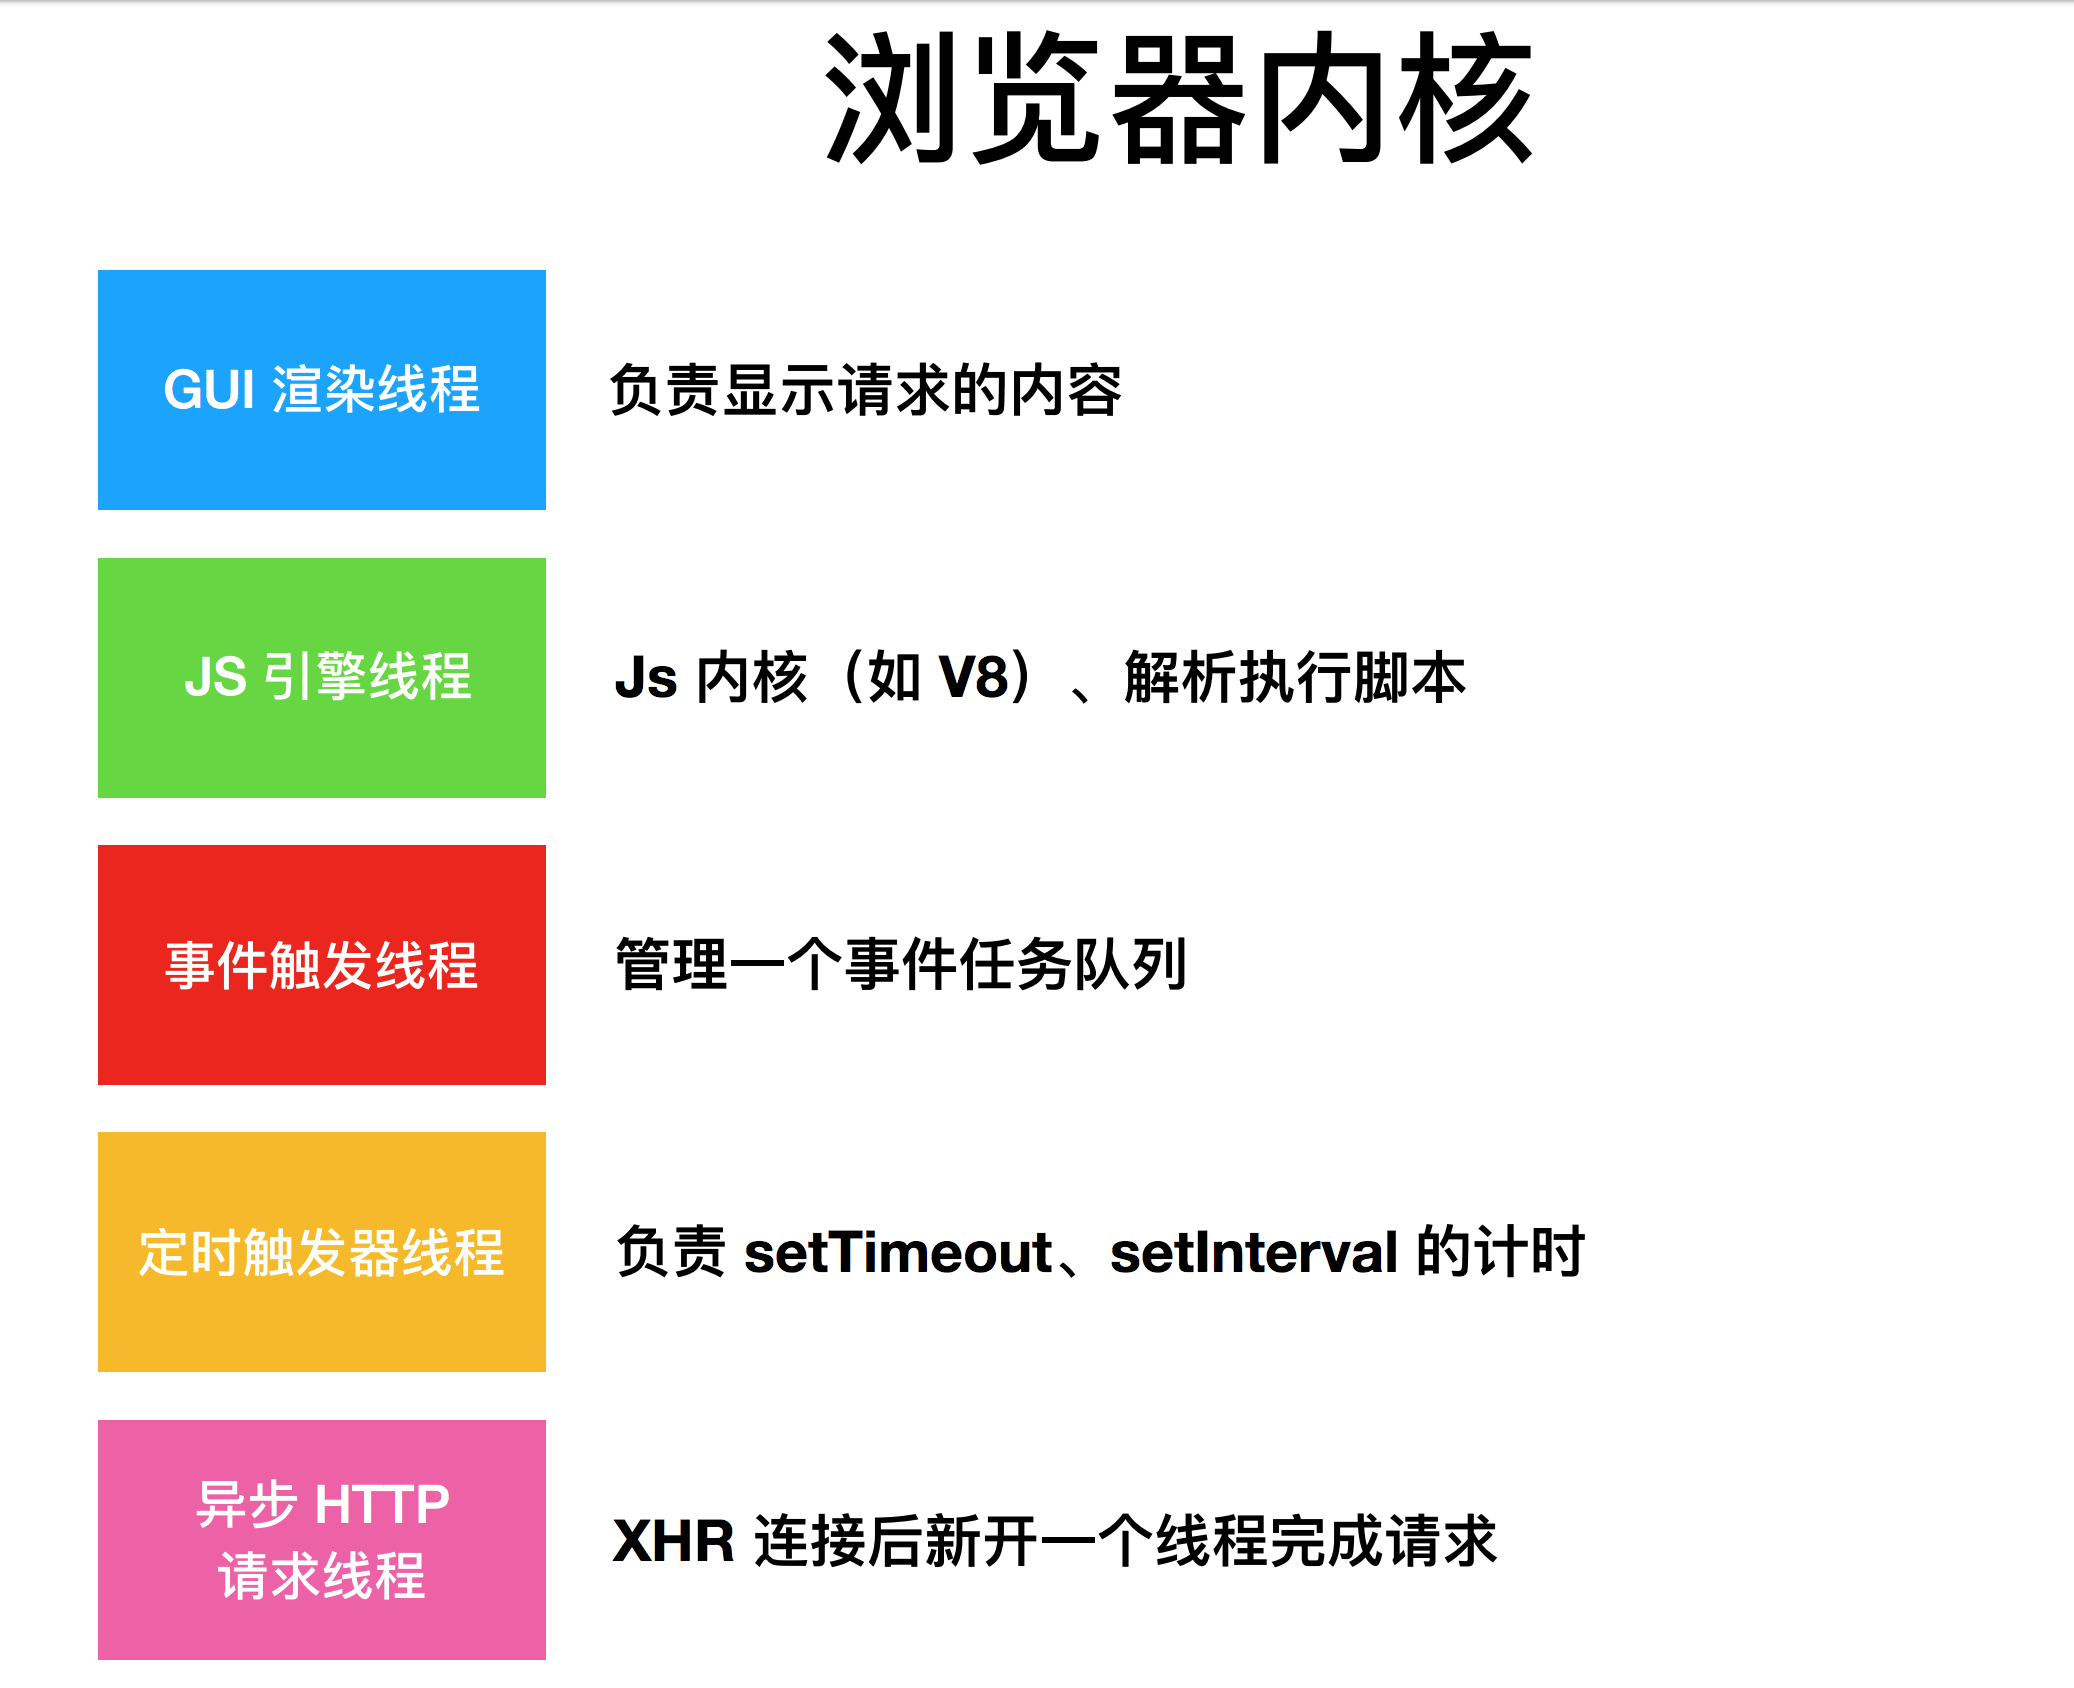 浏览器内核
GUI 渲染线程
负责显示请求的内容
JS 引擎线程
Js 内核（如 V8）、解析执行脚本
事件触发线程
管理一个事件任务队列
定时触发器线程
负责 setTimeout、setInterval 的计时
异步 HTTP
请求线程
XHR 连接后新开一个线程完成请求